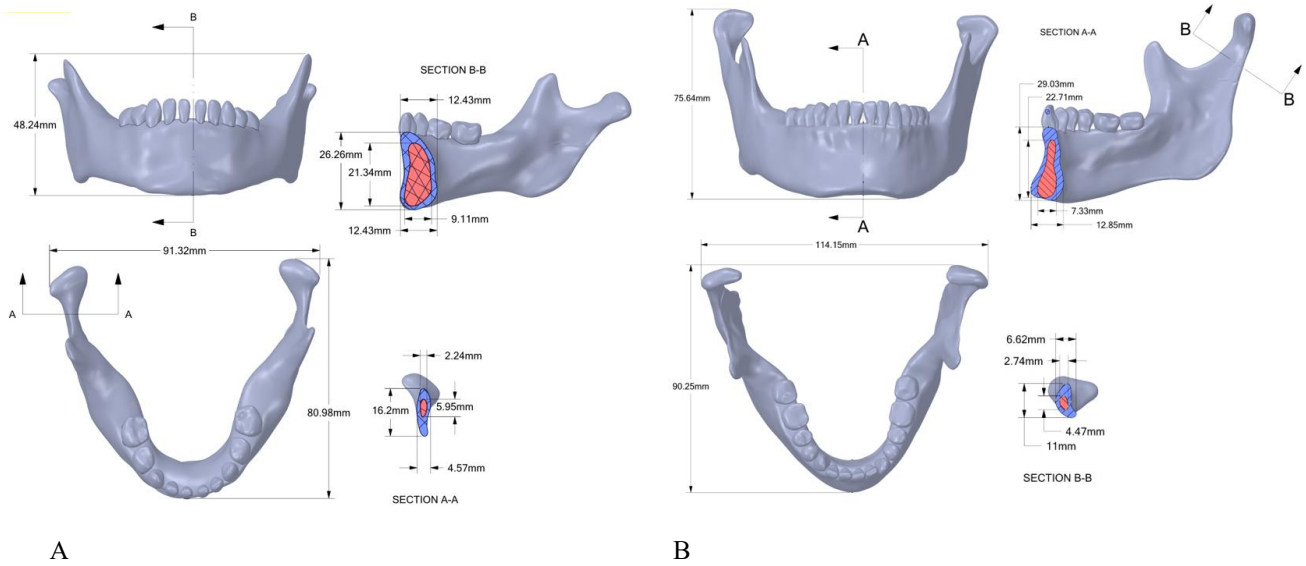 B
48.24mm
B
SECTION B-B
12.43mm
26.26mm
21.34mm
9.11mm
12.43mm
91.32mm
A
A
80.98mm
2.24mm
16.2mm
5.95mm
4.57mm
SECTION A-A
A
75.64mm
A
A
SECTION A-A
B
B
29.03mm
22.71mm
7.33mm
12.85mm
114.15mm
90.25mm
6.62mm
2.74mm
4.47mm
11mm
SECTION B-B
B